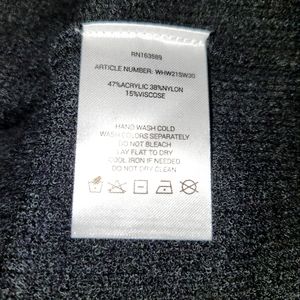 RN163589
ARTICLE NUMBER: WHW21SW30
47%ACRYLIC 38%NYLON
15%VISCOSE
HAND WASH COLD
WASH COLORS SEPARATELY
DO NOT BLEACH
LAY FLAT TO DRY
COOL IRON IF NEEDED
DO NOT DRY CLEAN